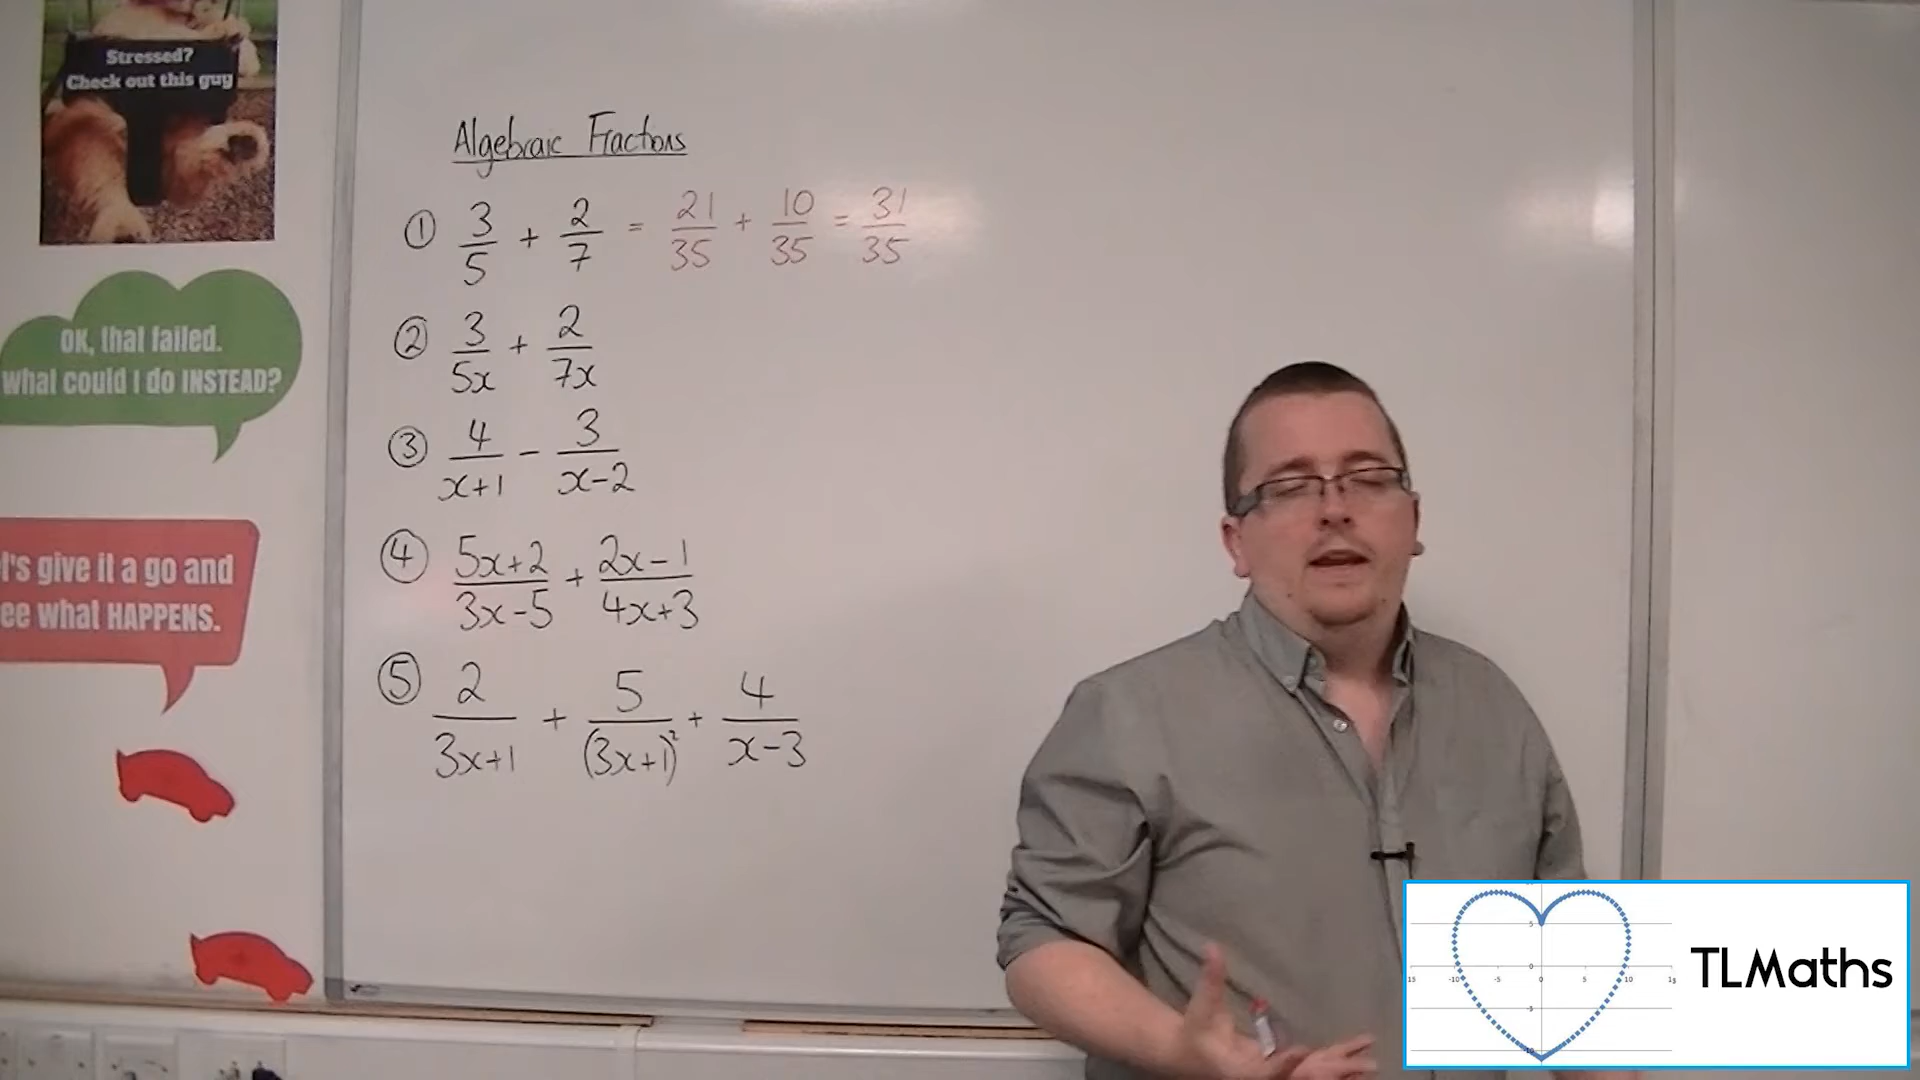 Stressed?
Check out this guy
OK, that failed.
What could I do INSTEAD?
t's give it a go and
ee what HAPPENS.
Algebraic Fractions
① 3/5 + 2/7 = 21/35 + 10/35 = 31/35
② 3/5x + 2/7x
③ 4/(x+1) - 3/(x-2)
④ (5x+2)/(3x-5) + (2x-1)/(4x+3)
⑤ 2/(3x+1) + 5/(3x+1)² + 4/(x-3)
TLMaths